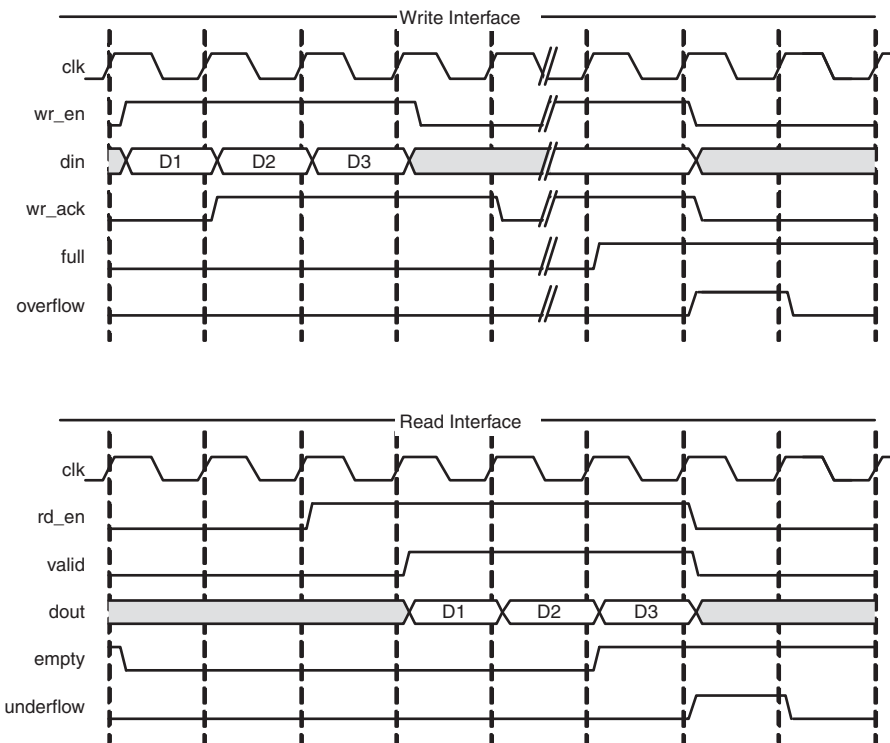 Write Interface
clk
wr_en
din D1 D2 D3
wr_ack
full
overflow
Read Interface
clk
rd_en
valid
dout D1 D2 D3
empty
underflow